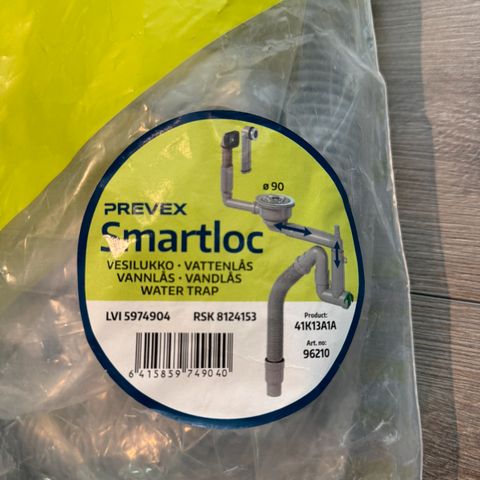 ø 90
PREVEX
Smartloc
VESILUKKO · VATTENLÅS
VANNLÅS · VANDLÅS
WATER TRAP
LVI 5974904 RSK 8124153
Product:
41K13A1A
Art. no:
96210
6 415859 749040